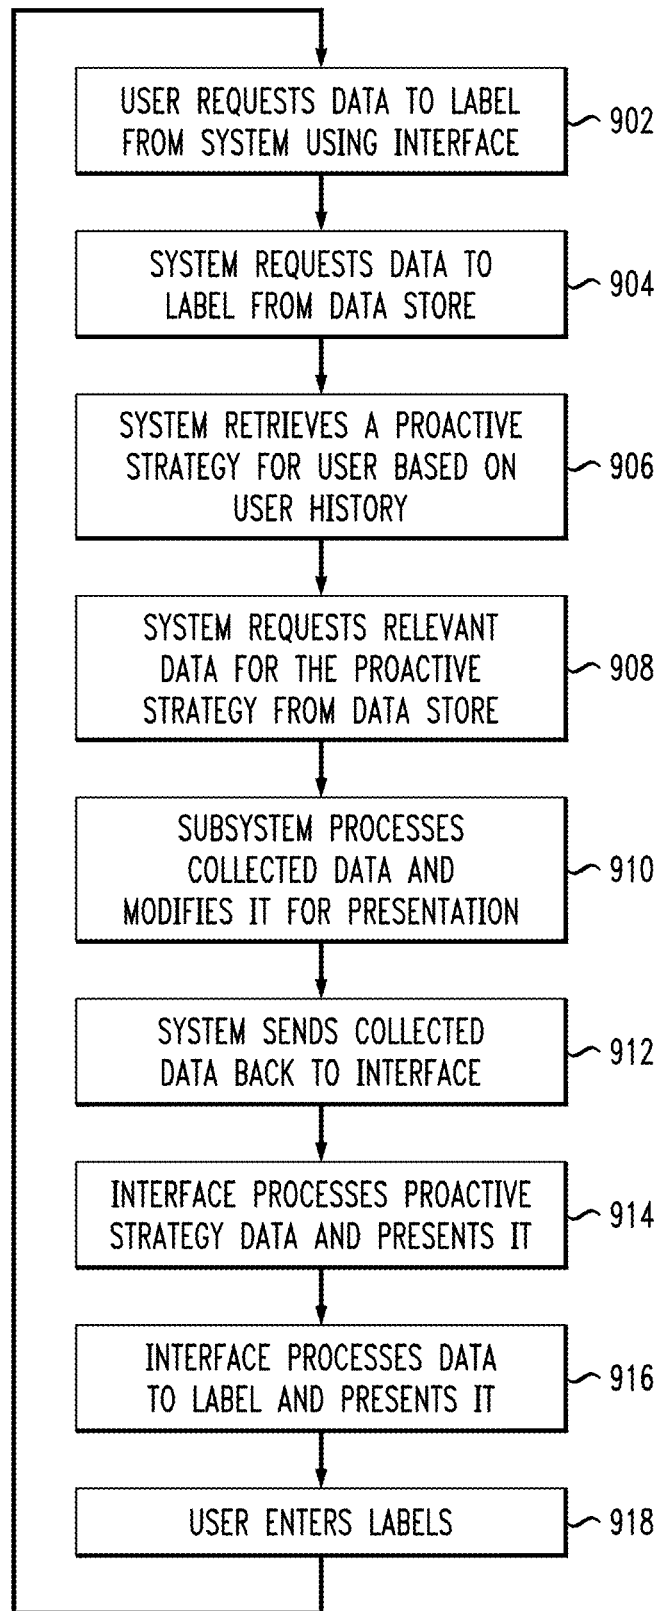 USER REQUESTS DATA TO LABEL
FROM SYSTEM USING INTERFACE
902
SYSTEM REQUESTS DATA TO
LABEL FROM DATA STORE
904
SYSTEM RETRIEVES A PROACTIVE
STRATEGY FOR USER BASED ON
USER HISTORY
906
SYSTEM REQUESTS RELEVANT
DATA FOR THE PROACTIVE
STRATEGY FROM DATA STORE
908
SUBSYSTEM PROCESSES
COLLECTED DATA AND
MODIFIES IT FOR PRESENTATION
910
SYSTEM SENDS COLLECTED
DATA BACK TO INTERFACE
912
INTERFACE PROCESSES PROACTIVE
STRATEGY DATA AND PRESENTS IT
914
INTERFACE PROCESSES DATA
TO LABEL AND PRESENTS IT
916
USER ENTERS LABELS
918